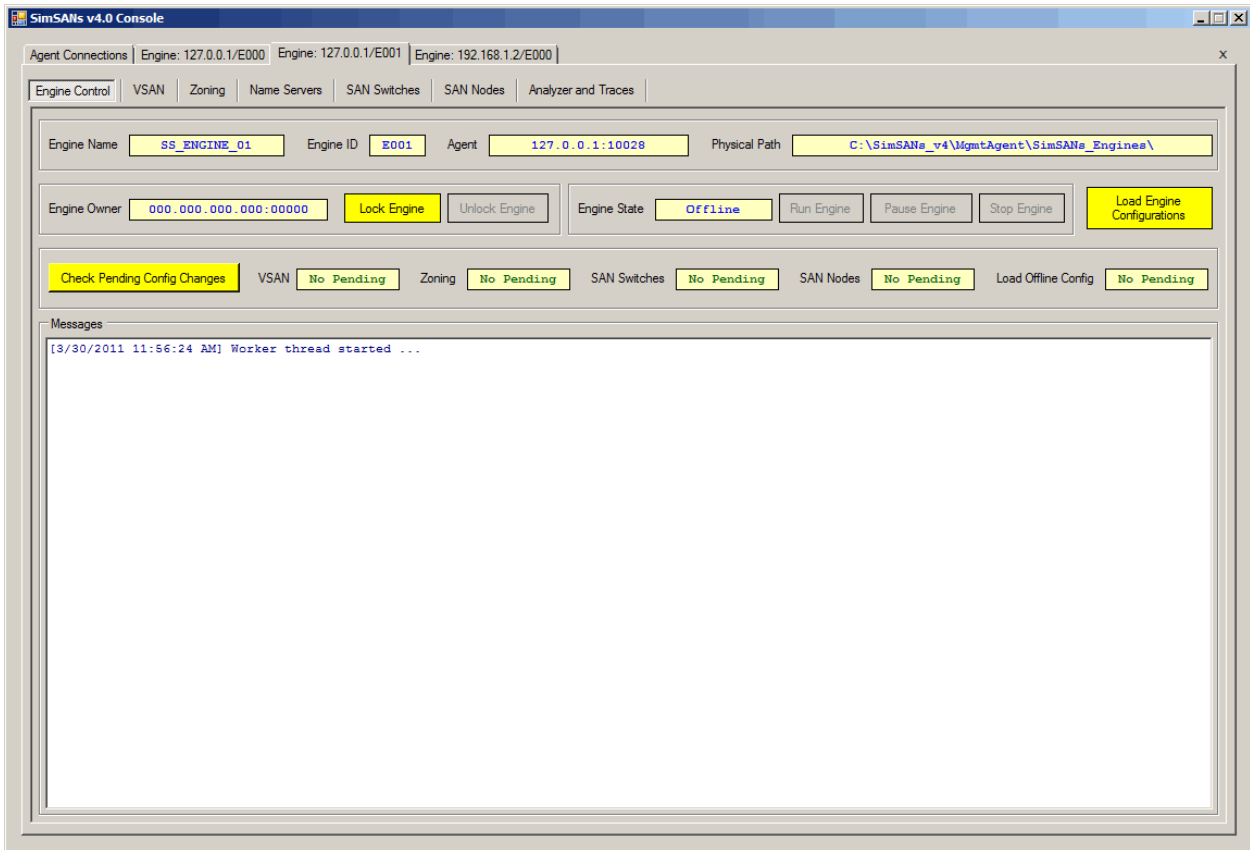 SimSANs v4.0 Console
Agent Connections Engine: 127.0.0.1/E000 Engine: 127.0.0.1/E001 Engine: 192.168.1.2/E000 x
Engine Control VSAN Zoning Name Servers SAN Switches SAN Nodes Analyzer and Traces
Engine Name SS_ENGINE_01 Engine ID E001 Agent 127.0.0.1:10028 Physical Path C:\SimSANs_v4\MgmtAgent\SimSANs_Engines\
Engine Owner 000.000.000.000:00000 Lock Engine Unlock Engine Engine State Offline Run Engine Pause Engine Stop Engine Load Engine
Configurations
Check Pending Config Changes VSAN No Pending Zoning No Pending SAN Switches No Pending SAN Nodes No Pending Load Offline Config No Pending
Messages
[3/30/2011 11:56:24 AM] Worker thread started ...